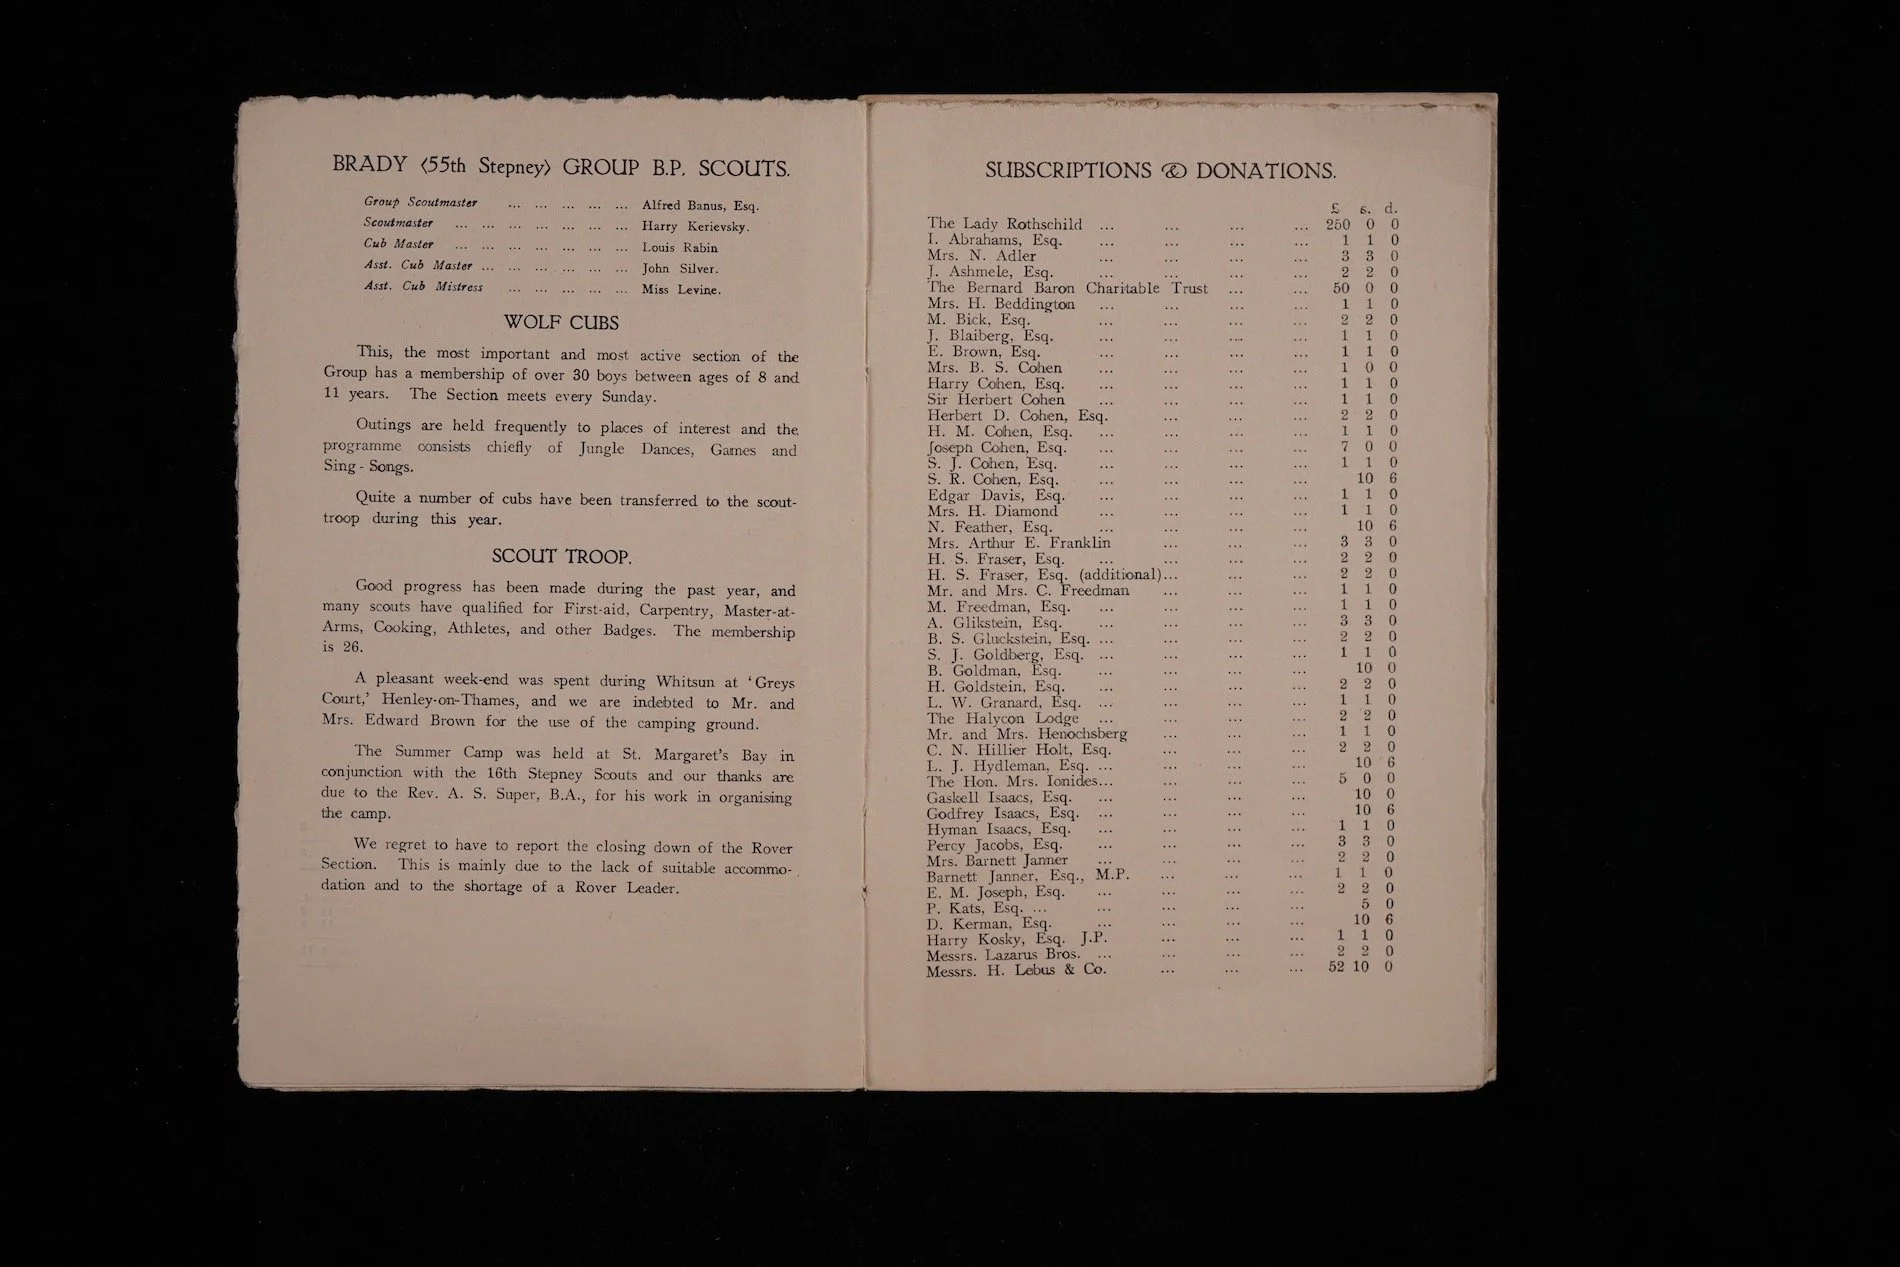 BRADY (55th Stepney) GROUP B.P. SCOUTS.
Group Scoutmaster ... ... ... ... ... Alfred Banus, Esq.
Scoutmaster ... ... ... ... ... ... ... Harry Kerievsky.
Cub Master ... ... ... ... ... ... ... Louis Rabin
Asst. Cub Master ... ... ... ... ... ... John Silver.
Asst. Cub Mistress ... ... ... ... ... Miss Levine.
WOLF CUBS
This, the most important and most active section of the
Group has a membership of over 30 boys between ages of 8 and
11 years. The Section meets every Sunday.
Outings are held frequently to places of interest and the
programme consists chiefly of Jungle Dances, Games and
Sing-Songs.
Quite a number of cubs have been transferred to the scout-
troop during this year.
SCOUT TROOP.
Good progress has been made during the past year, and
many scouts have qualified for First-aid, Carpentry, Master-at-
Arms, Cooking, Athletes, and other Badges. The membership
is 26.
A pleasant week-end was spent during Whitsun at 'Greys
Court,' Henley-on-Thames, and we are indebted to Mr. and
Mrs. Edward Brown for the use of the camping ground.
The Summer Camp was held at St. Margaret's Bay in
conjunction with the 16th Stepney Scouts and our thanks are
due to the Rev. A. S. Super, B.A., for his work in organising
the camp.
We regret to have to report the closing down of the Rover
Section. This is mainly due to the lack of suitable accommo-
dation and to the shortage of a Rover Leader.
SUBSCRIPTIONS & DONATIONS.
£ s. d.
The Lady Rothschild ... ... ... ... 250 0 0
I. Abrahams, Esq. ... ... ... ... 1 1 0
Mrs. N. Adler ... ... ... ... 3 3 0
J. Ashmele, Esq. ... ... ... ... 2 2 0
The Bernard Baron Charitable Trust ... ... 50 0 0
Mrs. H. Beddington ... ... ... ... 1 1 0
M. Bick, Esq. ... ... ... ... 2 2 0
J. Blaiberg, Esq. ... ... ... ... 1 1 0
E. Brown, Esq. ... ... ... ... 1 1 0
Mrs. B. S. Cohen ... ... ... ... 1 0 0
Harry Cohen, Esq. ... ... ... ... 1 1 0
Sir Herbert Cohen ... ... ... ... 1 1 0
Herbert D. Cohen, Esq. ... ... ... 2 2 0
H. M. Cohen, Esq. ... ... ... ... 1 1 0
Joseph Cohen, Esq. ... ... ... ... 7 0 0
S. J. Cohen, Esq. ... ... ... ... 1 1 0
S. R. Cohen, Esq. ... ... ... ... 10 6
Edgar Davis, Esq. ... ... ... ... 1 1 0
Mrs. H. Diamond ... ... ... ... 1 1 0
N. Feather, Esq. ... ... ... ... 10 6
Mrs. Arthur E. Franklin ... ... ... 3 3 0
H. S. Fraser, Esq. ... ... ... ... 2 2 0
H. S. Fraser, Esq. (additional)... ... ... 2 2 0
Mr. and Mrs. C. Freedman ... ... ... 1 1 0
M. Freedman, Esq. ... ... ... ... 1 1 0
A. Glikstein, Esq. ... ... ... ... 3 3 0
B. S. Gluckstein, Esq. ... ... ... ... 2 2 0
S. J. Goldberg, Esq. ... ... ... ... 1 1 0
B. Goldman, Esq. ... ... ... ... 10 0
H. Goldstein, Esq. ... ... ... ... 2 2 0
L. W. Granard, Esq. ... ... ... ... 1 1 0
The Halycon Lodge ... ... ... ... 2 2 0
Mr. and Mrs. Henochsberg ... ... ... 1 1 0
C. N. Hillier Holt, Esq. ... ... ... 2 2 0
L. J. Hydleman, Esq. ... ... ... ... 10 6
The Hon. Mrs. Ionides... ... ... ... 5 0 0
Gaskell Isaacs, Esq. ... ... ... ... 10 0
Godfrey Isaacs, Esq. ... ... ... ... 10 6
Hyman Isaacs, Esq. ... ... ... ... 1 1 0
Percy Jacobs, Esq. ... ... ... ... 3 3 0
Mrs. Barnett Janner ... ... ... ... 2 2 0
Barnett Janner, Esq., M.P. ... ... ... 1 1 0
E. M. Joseph, Esq. ... ... ... ... 2 2 0
P. Kats, Esq. ... ... ... ... ... 5 0
D. Kerman, Esq. ... ... ... ... 10 6
Harry Kosky, Esq. J.P. ... ... ... 1 1 0
Messrs. Lazarus Bros. ... ... ... ... 2 2 0
Messrs. H. Lebus & Co. ... ... ... 52 10 0